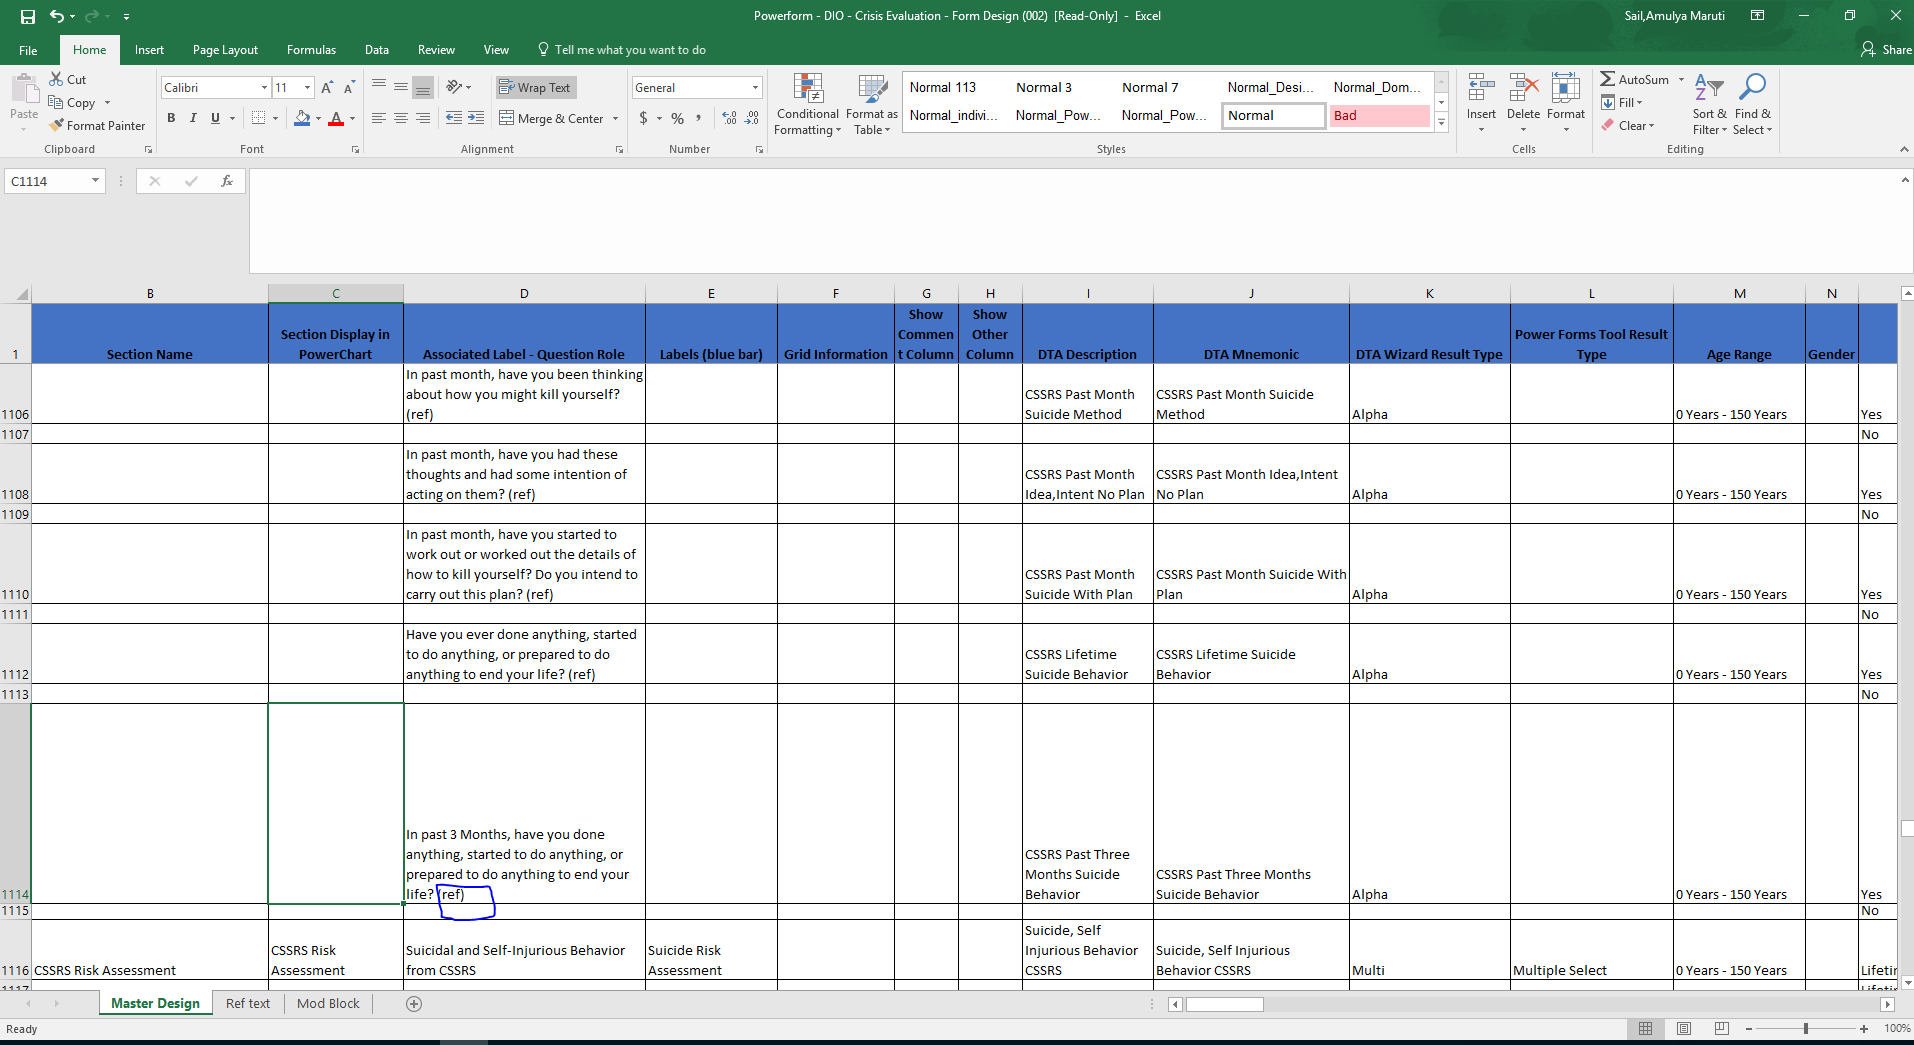 Powerform - DIO - Crisis Evaluation - Form Design (002) [Read-Only] - Excel
Sail,Amulya Maruti
File Home Insert Page Layout Formulas Data Review View Tell me what you want to do Share
Paste Cut Copy Format Painter Clipboard
Calibri 11 B I U A Font
Wrap Text Merge & Center Alignment
General $ % Number
Conditional Formatting Format as Table
Normal 113 Normal 3 Normal 7 Normal_Desi... Normal_Dom...
Normal_indivi... Normal_Pow... Normal_Pow... Normal Bad
Styles
Insert Delete Format Cells
AutoSum Fill Clear Sort & Filter Find & Select Editing
C1114 fx
B C D E F G H I J K L M N
1 Section Name Section Display in PowerChart Associated Label - Question Role Labels (blue bar) Grid Information Show Comment Column Show Other Column DTA Description DTA Mnemonic DTA Wizard Result Type Power Forms Tool Result Type Age Range Gender
1106 In past month, have you been thinking about how you might kill yourself? (ref) CSSRS Past Month Suicide Method CSSRS Past Month Suicide Method Alpha 0 Years - 150 Years Yes
1107 No
1108 In past month, have you had these thoughts and had some intention of acting on them? (ref) CSSRS Past Month Idea,Intent No Plan CSSRS Past Month Idea,Intent No Plan Alpha 0 Years - 150 Years Yes
1109 No
1110 In past month, have you started to work out or worked out the details of how to kill yourself? Do you intend to carry out this plan? (ref) CSSRS Past Month Suicide With Plan CSSRS Past Month Suicide With Plan Alpha 0 Years - 150 Years Yes
1111 No
1112 Have you ever done anything, started to do anything, or prepared to do anything to end your life? (ref) CSSRS Lifetime Suicide Behavior CSSRS Lifetime Suicide Behavior Alpha 0 Years - 150 Years Yes
1113 No
1114 In past 3 Months, have you done anything, started to do anything, or prepared to do anything to end your life? (ref) CSSRS Past Three Months Suicide Behavior CSSRS Past Three Months Suicide Behavior Alpha 0 Years - 150 Years Yes
1115 No
1116 CSSRS Risk Assessment CSSRS Risk Assessment Suicidal and Self-Injurious Behavior from CSSRS Suicide Risk Assessment Suicide, Self Injurious Behavior CSSRS Suicide, Self Injurious Behavior CSSRS Multi Multiple Select 0 Years - 150 Years
1117
Master Design Ref text Mod Block
Ready 100%